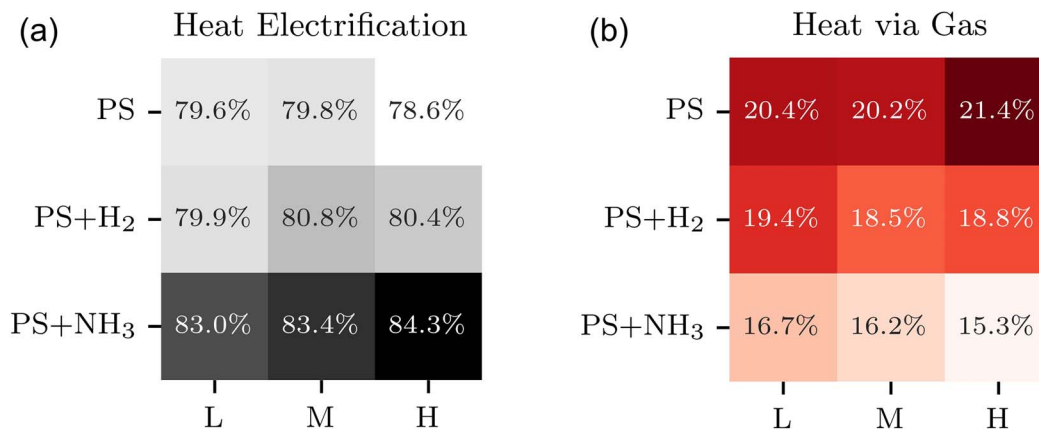 (a) Heat Electrification
PS 79.6% 79.8% 78.6%
PS+H₂ 79.9% 80.8% 80.4%
PS+NH₃ 83.0% 83.4% 84.3%
L M H
(b) Heat via Gas
PS 20.4% 20.2% 21.4%
PS+H₂ 19.4% 18.5% 18.8%
PS+NH₃ 16.7% 16.2% 15.3%
L M H